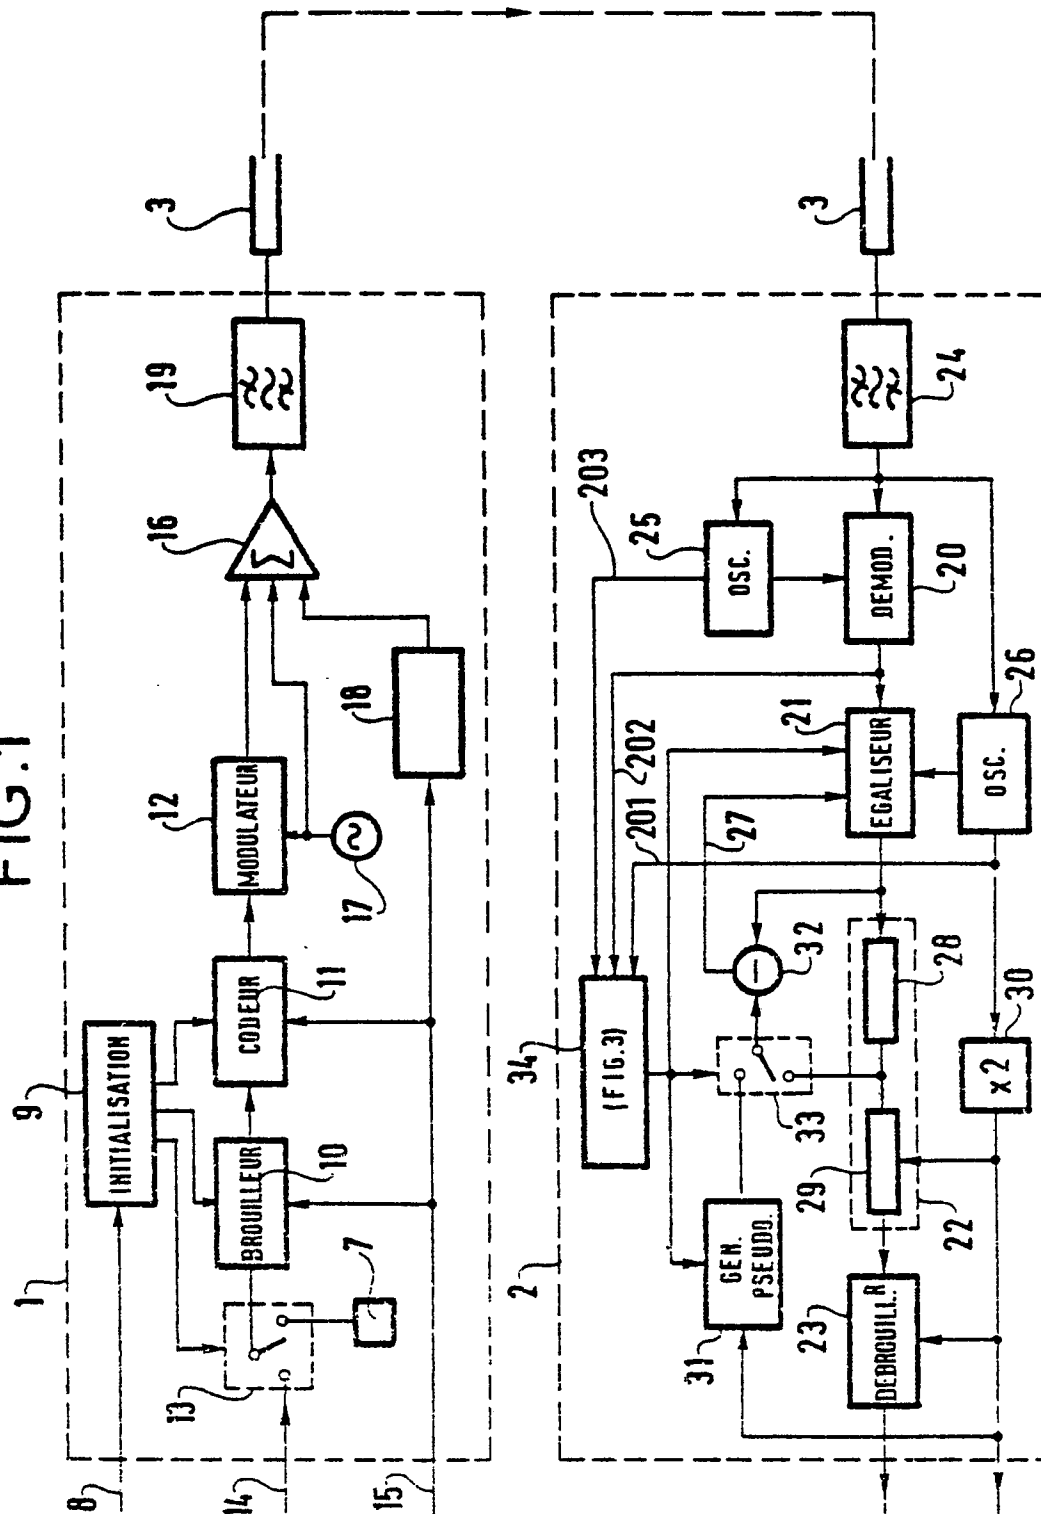 FIG.1
1
8
9
INITIALISATION
14
13
7
BROUILLEUR
10
CODEUR
11
12
MODULATEUR
17
15
18
16
Σ
19
3
2
203
202
201
34
(FIG.3)
25
OSC.
24
DEMOD.
20
21
EGALISEUR
26
OSC.
27
32
33
31
GEN.
PSEUDO.
28
29
22
23
DEBROUILL.R
30
x 2
3